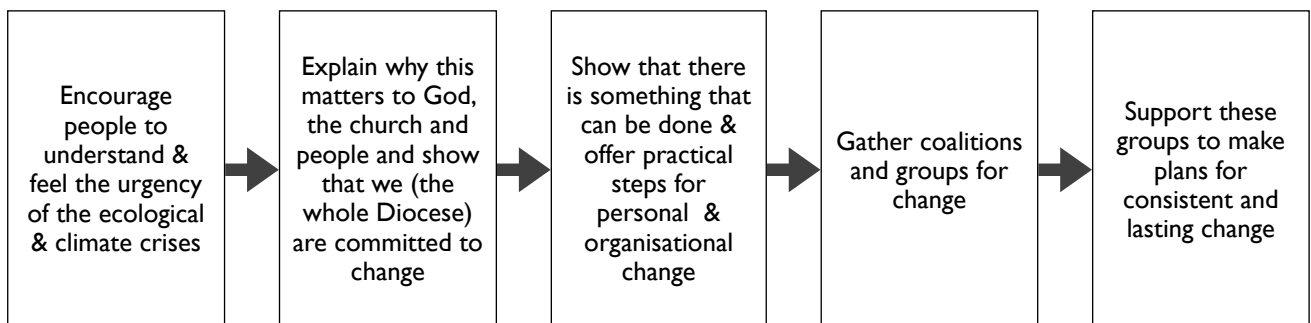 Encourage
people to
understand &
feel the urgency
of the ecological
& climate crises
Explain why this
matters to God,
the church and
people and show
that we (the
whole Diocese)
are committed to
change
Show that there
is something that
can be done &
offer practical
steps for
personal &
organisational
change
Gather coalitions
and groups for
change
Support these
groups to make
plans for
consistent and
lasting change